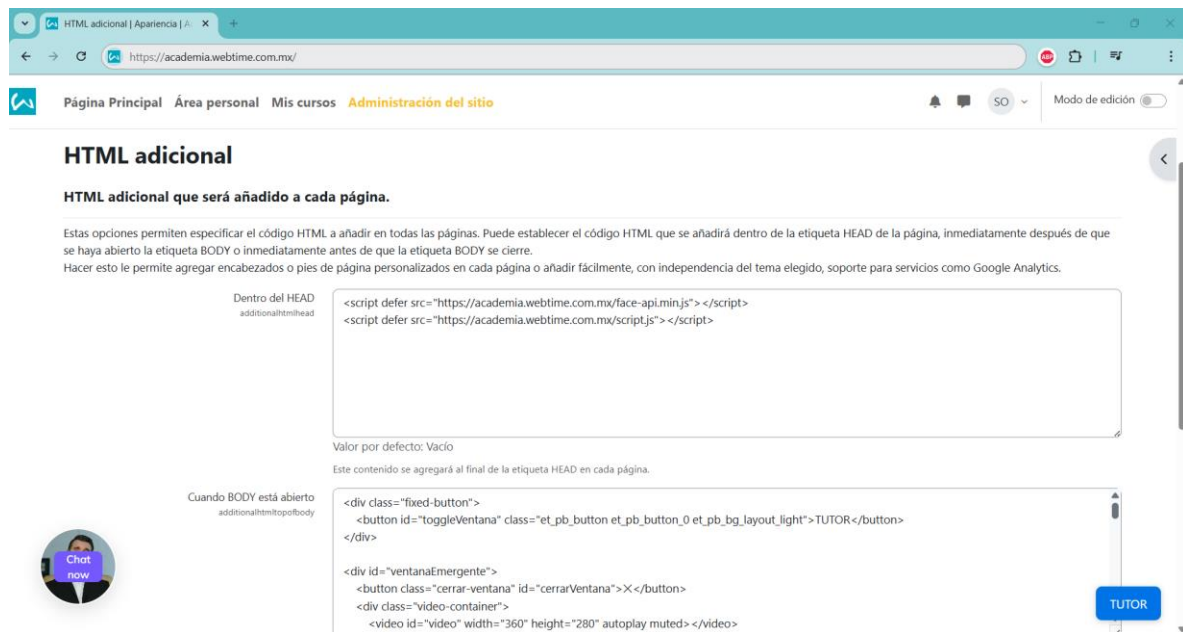 HTML adicional | Apariencia | A
https://academia.webtime.com.mx/
ABP
Página Principal Área personal Mis cursos Administración del sitio
SO
Modo de edición
HTML adicional
HTML adicional que será añadido a cada página.
Estas opciones permiten especificar el código HTML a añadir en todas las páginas. Puede establecer el código HTML que se añadirá dentro de la etiqueta HEAD de la página, inmediatamente después de que
se haya abierto la etiqueta BODY o inmediatamente antes de que la etiqueta BODY se cierre.
Hacer esto le permite agregar encabezados o pies de página personalizados en cada página o añadir fácilmente, con independencia del tema elegido, soporte para servicios como Google Analytics.
Dentro del HEAD
additionalhtmlhead
<script defer src="https://academia.webtime.com.mx/face-api.min.js"></script>
<script defer src="https://academia.webtime.com.mx/script.js"></script>
Valor por defecto: Vacío
Este contenido se agregará al final de la etiqueta HEAD en cada página.
Cuando BODY está abierto
additionalhtmltopofbody
<div class="fixed-button">
<button id="toggleVentana" class="et_pb_button et_pb_button_0 et_pb_bg_layout_light">TUTOR</button>
</div>
<div id="ventanaEmergente">
<button class="cerrar-ventana" id="cerrarVentana">✕</button>
<div class="video-container">
<video id="video" width="360" height="280" autoplay muted></video>
Chat
now
TUTOR